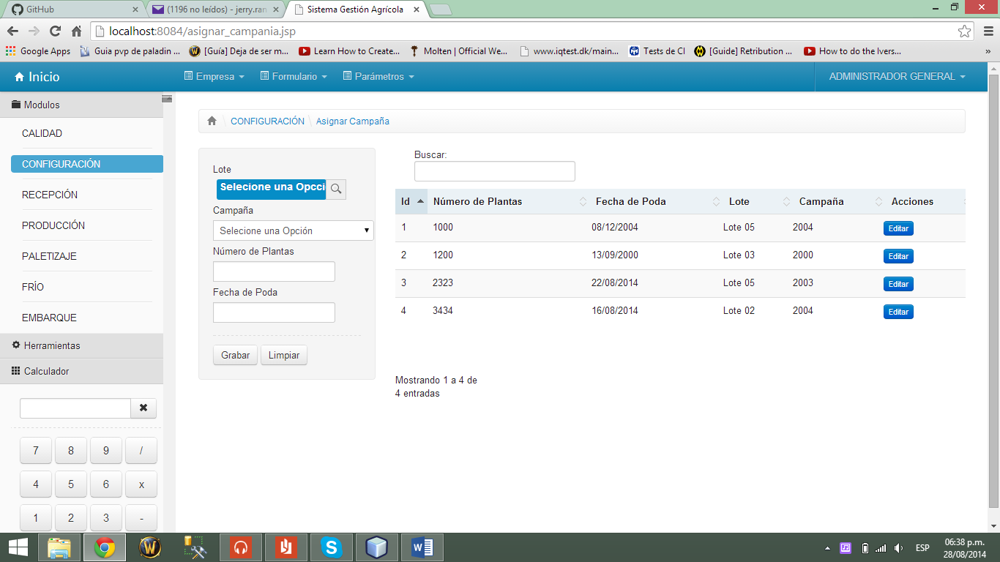 GitHub
(1196 no leídos) - jerry.ran
Sistema Gestión Agrícola
localhost:8084/asignar_campania.jsp
Google Apps
Guia pvp de paladin ...
[Guía] Deja de ser m...
Learn How to Create...
Molten | Official We...
www.iqtest.dk/main...
Tests de CI
[Guide] Retribution ...
How to do the Ivers...
»
Inicio
Empresa
Formulario
Parámetros
ADMINISTRADOR GENERAL
Modulos
CALIDAD
CONFIGURACIÓN
RECEPCIÓN
PRODUCCIÓN
PALETIZAJE
FRÍO
EMBARQUE
Herramientas
Calculador
7 8 9 /
4 5 6 x
1 2 3 -
CONFIGURACIÓN \ Asignar Campaña
Lote
Selecione una Opcci
Campaña
Selecione una Opción
Número de Plantas
Fecha de Poda
Grabar Limpiar
Buscar:
Id Número de Plantas Fecha de Poda Lote Campaña Acciones
1 1000 08/12/2004 Lote 05 2004 Editar
2 1200 13/09/2000 Lote 03 2000 Editar
3 2323 22/08/2014 Lote 05 2003 Editar
4 3434 16/08/2014 Lote 02 2004 Editar
Mostrando 1 a 4 de
4 entradas
ESP
06:38 p.m.
28/08/2014